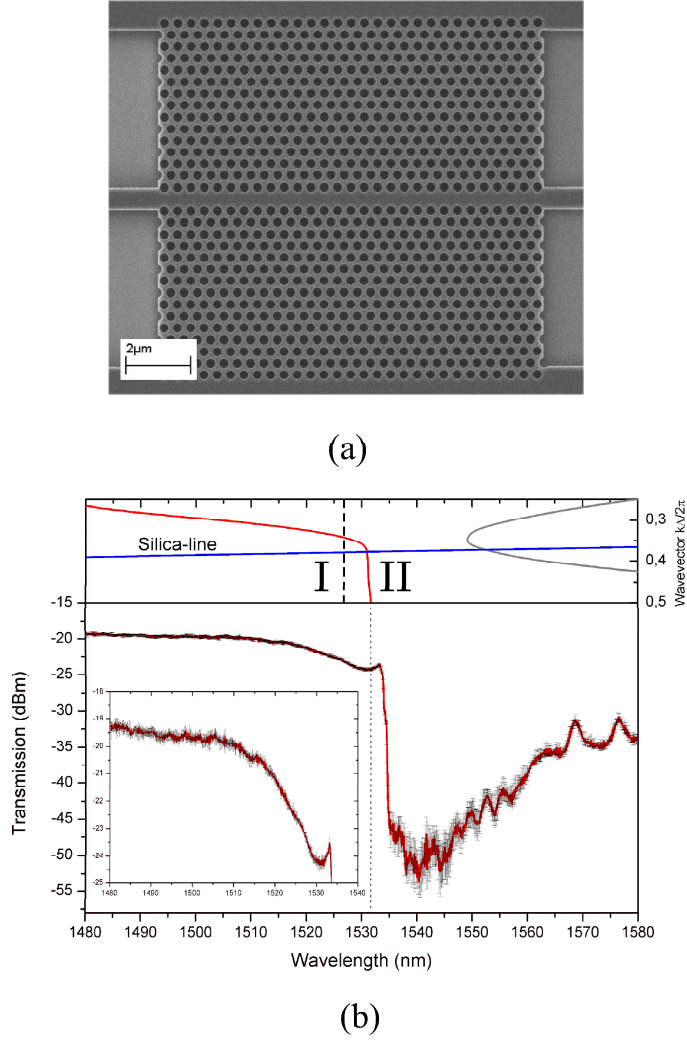 2µm
(a)
Silica-line
I
II
0,3
0,4
0,5
Wavevector kΛ/2π
-15
-20
-25
-30
-35
-40
-45
-50
-55
Transmission (dBm)
-18
-19
-20
-21
-22
-23
-24
-25
1480 1490 1500 1510 1520 1530 1540
1480 1490 1500 1510 1520 1530 1540 1550 1560 1570 1580
Wavelength (nm)
(b)